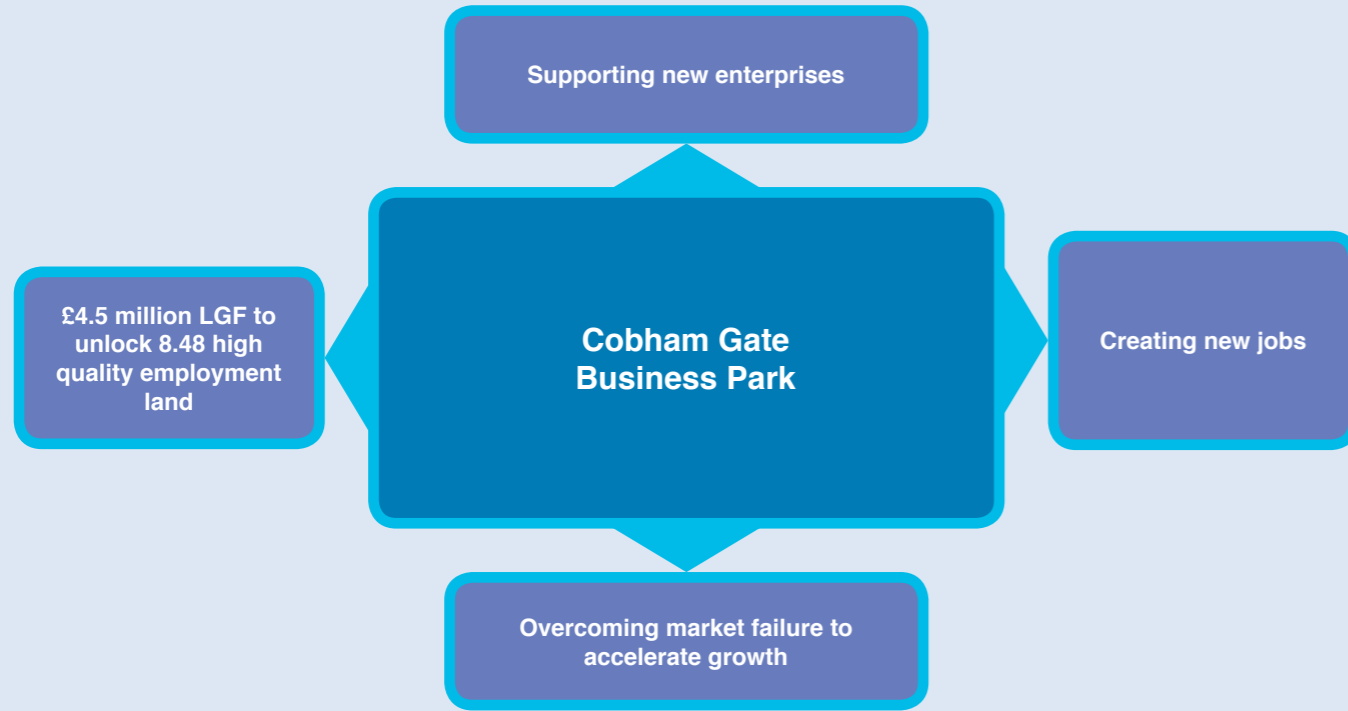 Supporting new enterprises
£4.5 million LGF to
unlock 8.48 high
quality employment
land
Cobham Gate
Business Park
Creating new jobs
Overcoming market failure to
accelerate growth